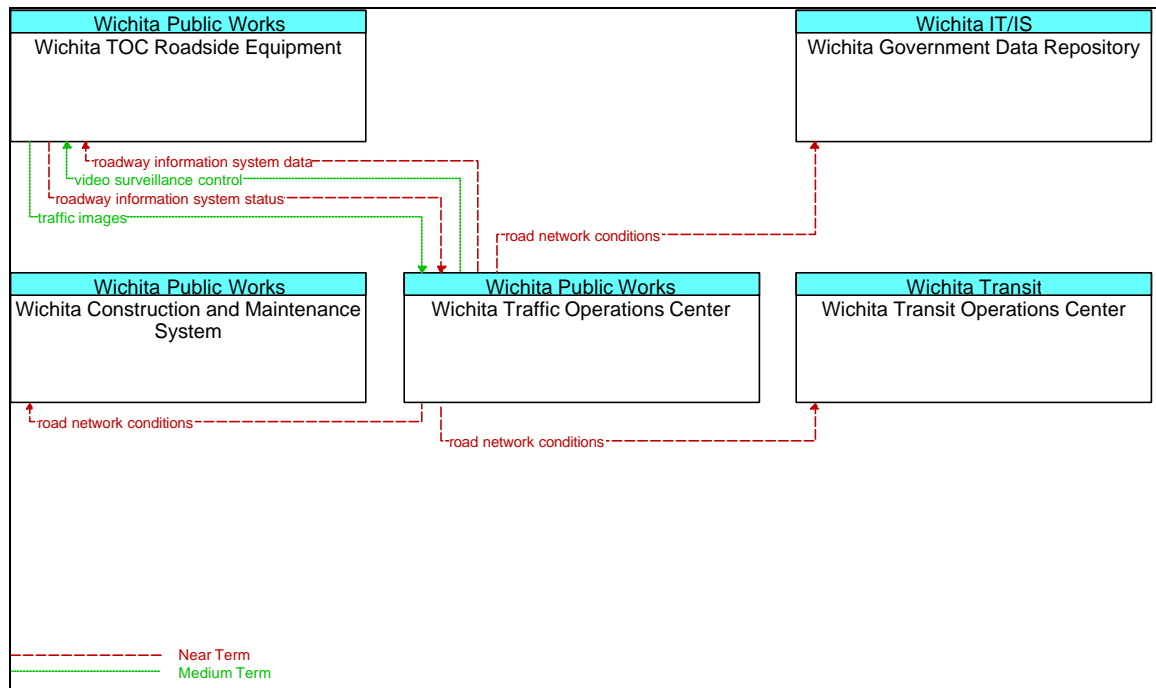 Wichita Public Works
Wichita TOC Roadside Equipment
Wichita IT/IS
Wichita Government Data Repository
roadway information system data
video surveillance control
roadway information system status
traffic images
road network conditions
Wichita Public Works
Wichita Construction and Maintenance
System
Wichita Public Works
Wichita Traffic Operations Center
Wichita Transit
Wichita Transit Operations Center
road network conditions
road network conditions
Near Term
Medium Term